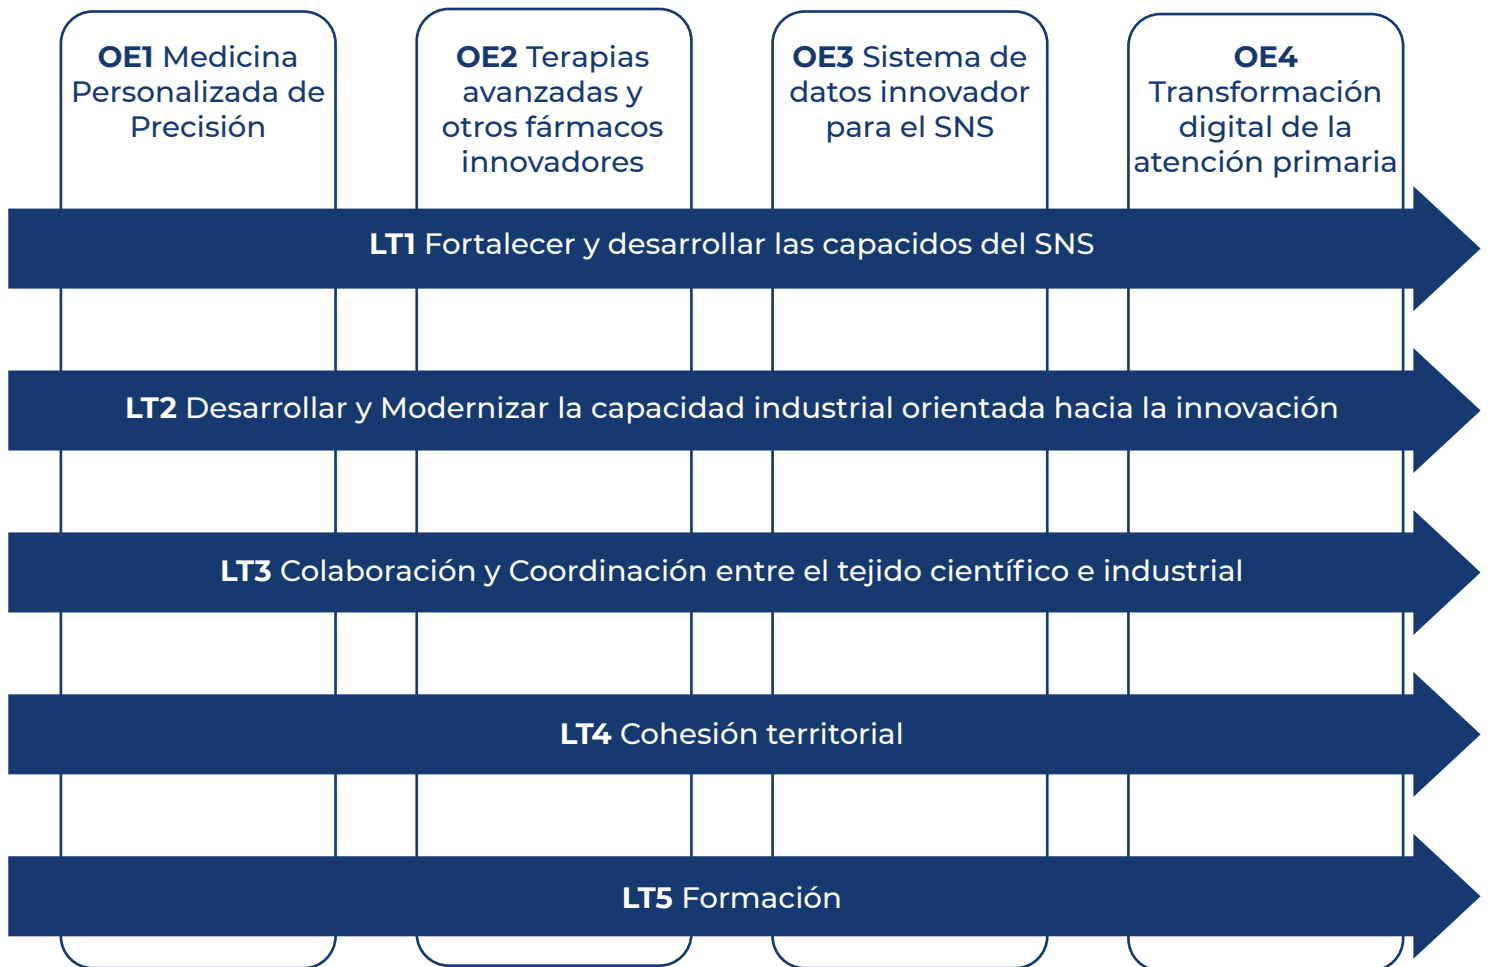 OE1 Medicina
Personalizada de
Precisión
OE2 Terapias
avanzadas y
otros fármacos
innovadores
OE3 Sistema de
datos innovador
para el SNS
OE4
Transformación
digital de la
atención primaria
LT1 Fortalecer y desarrollar las capacidos del SNS
LT2 Desarrollar y Modernizar la capacidad industrial orientada hacia la innovación
LT3 Colaboración y Coordinación entre el tejido científico e industrial
LT4 Cohesión territorial
LT5 Formación